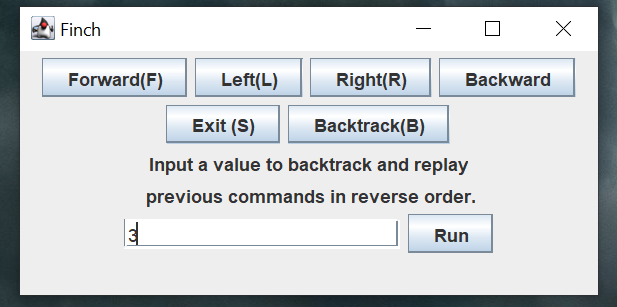 Finch
Forward(F) Left(L) Right(R) Backward
Exit (S) Backtrack(B)
Input a value to backtrack and replay
previous commands in reverse order.
3 Run